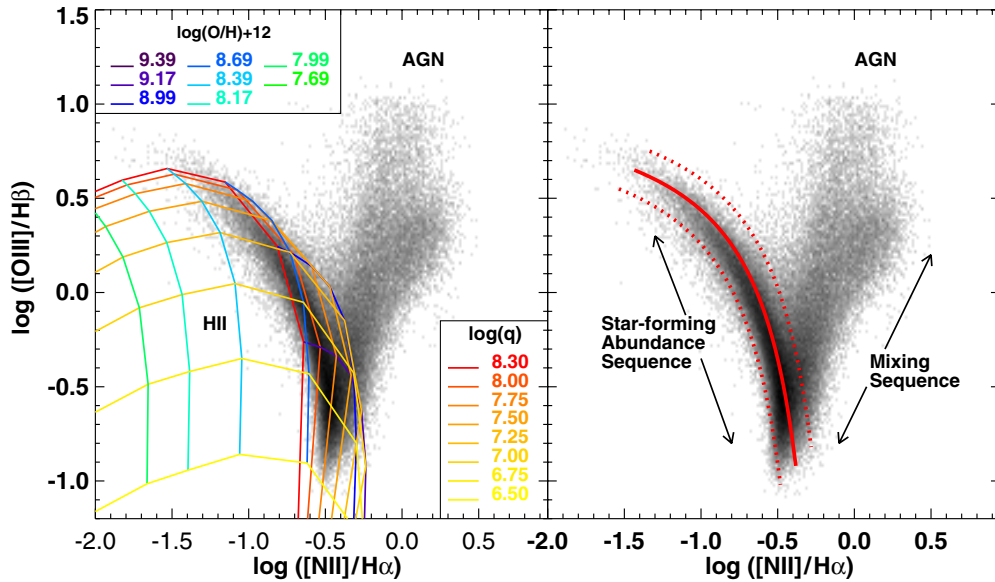 1.5
1.0
0.5
0.0
-0.5
-1.0
log ([OIII]/Hβ)
log(O/H)+12
9.39 8.69 7.99
9.17 8.39 7.69
8.99 8.17
AGN
HII
log(q)
8.30
8.00
7.75
7.50
7.25
7.00
6.75
6.50
-2.0 -1.5 -1.0 -0.5 0.0 0.5
log ([NII]/Hα)
AGN
Star-forming
Abundance
Sequence
Mixing
Sequence
-2.0 -1.5 -1.0 -0.5 0.0 0.5
log ([NII]/Hα)